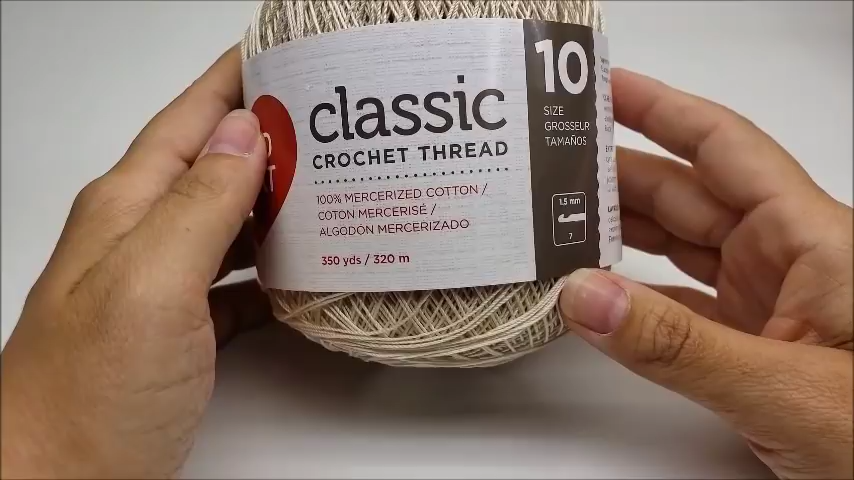 classic
CROCHET THREAD
100% MERCERIZED COTTON /
COTON MERCERISÉ /
ALGODÓN MERCERIZADO
350 yds / 320 m
10
SIZE
GROSSEUR
TAMAÑOS
1.5 mm
7